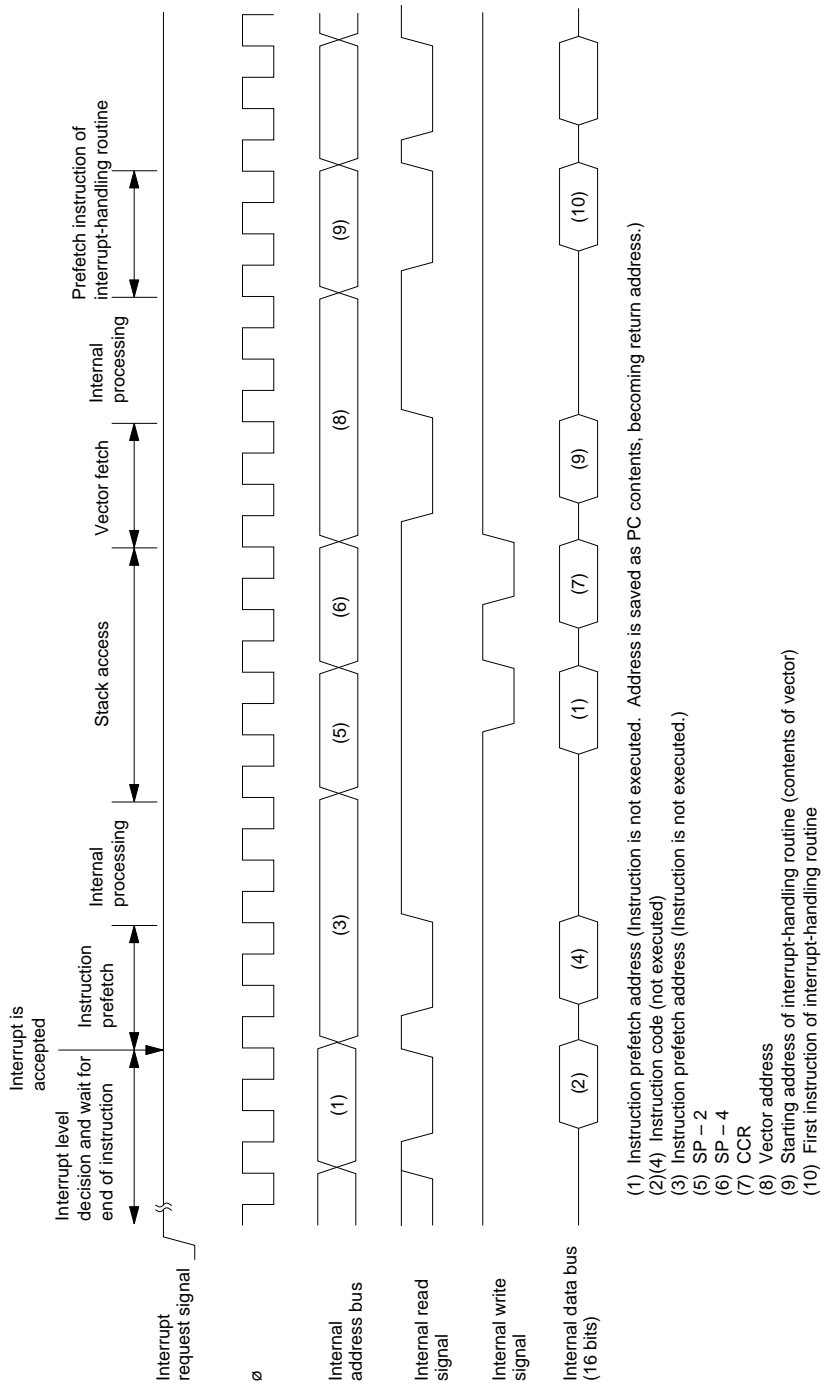 Interrupt is
accepted
Interrupt level
decision and wait for
end of instruction
Instruction
prefetch
Internal
processing
Stack access
Vector fetch
Internal
processing
Prefetch instruction of
interrupt-handling routine
Interrupt
request signal
ø
Internal
address bus
(1)
(3)
(5)
(6)
(8)
(9)
Internal read
signal
Internal write
signal
Internal data bus
(16 bits)
(2)
(4)
(1)
(7)
(9)
(10)
(1) Instruction prefetch address (Instruction is not executed. Address is saved as PC contents, becoming return address.)
(2)(4) Instruction code (not executed)
(3) Instruction prefetch address (Instruction is not executed.)
(5) SP – 2
(6) SP – 4
(7) CCR
(8) Vector address
(9) Starting address of interrupt-handling routine (contents of vector)
(10) First instruction of interrupt-handling routine